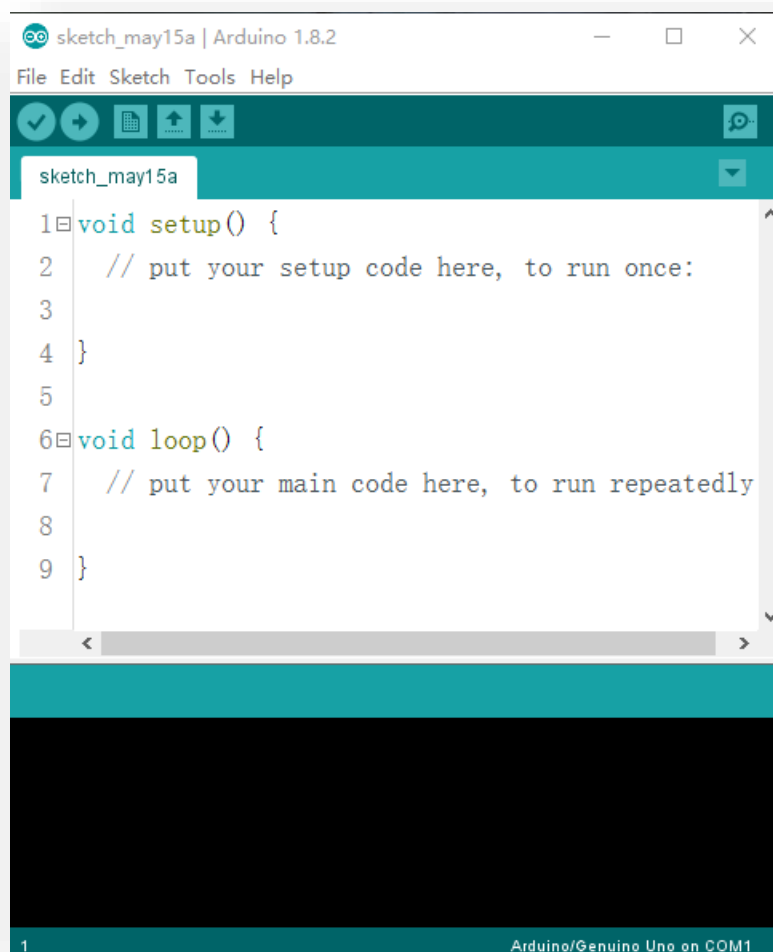 sketch_may15a | Arduino 1.8.2
File Edit Sketch Tools Help
sketch_may15a
1 void setup() {
2 // put your setup code here, to run once:
3
4 }
5
6 void loop() {
7 // put your main code here, to run repeatedly
8
9 }
1 Arduino/Genuino Uno on COM1